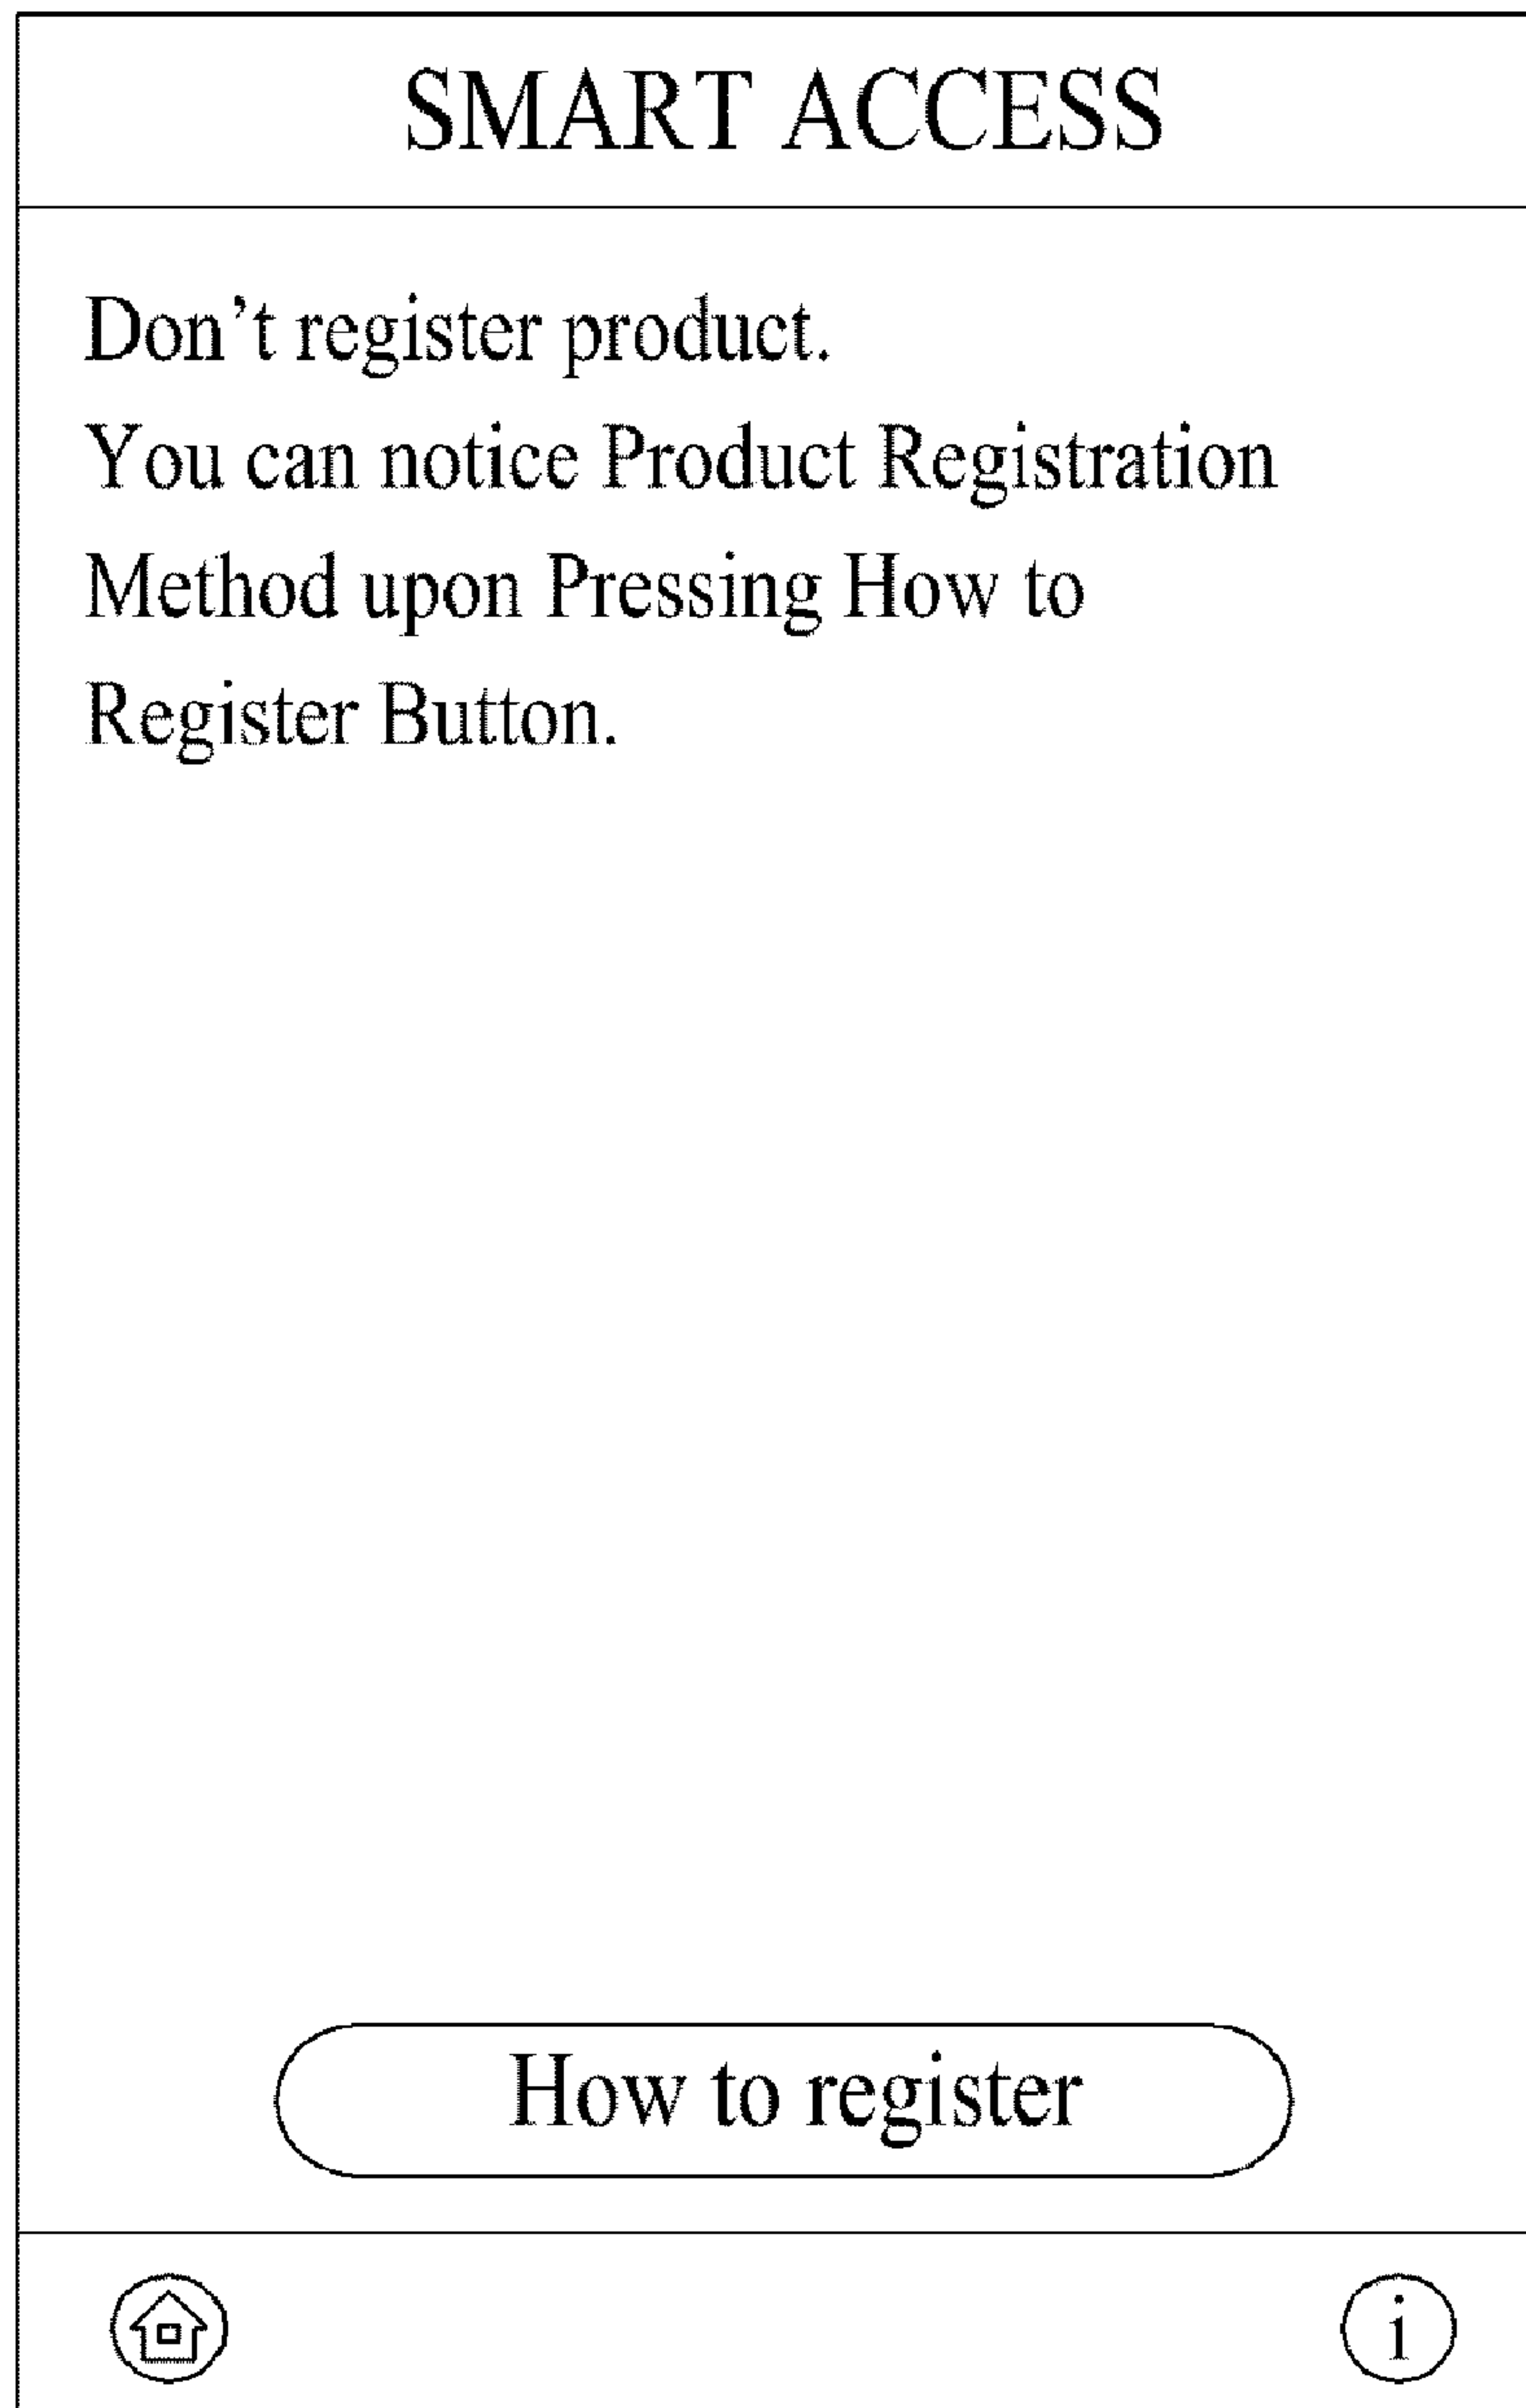 SMART ACCESS
Don't register product.
You can notice Product Registration
Method upon Pressing How to
Register Button.
How to register
i